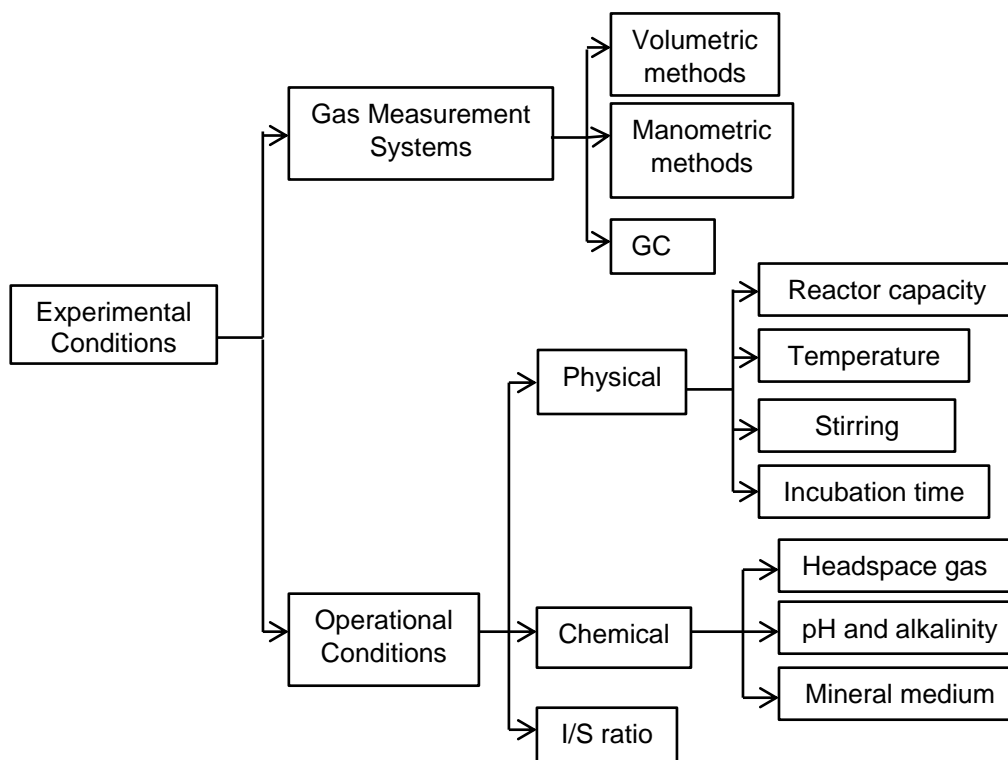 Volumetric
methods
Gas Measurement
Systems
Manometric
methods
GC
Experimental
Conditions
Reactor capacity
Physical
Temperature
Stirring
Incubation time
Operational
Conditions
Chemical
Headspace gas
pH and alkalinity
Mineral medium
I/S ratio